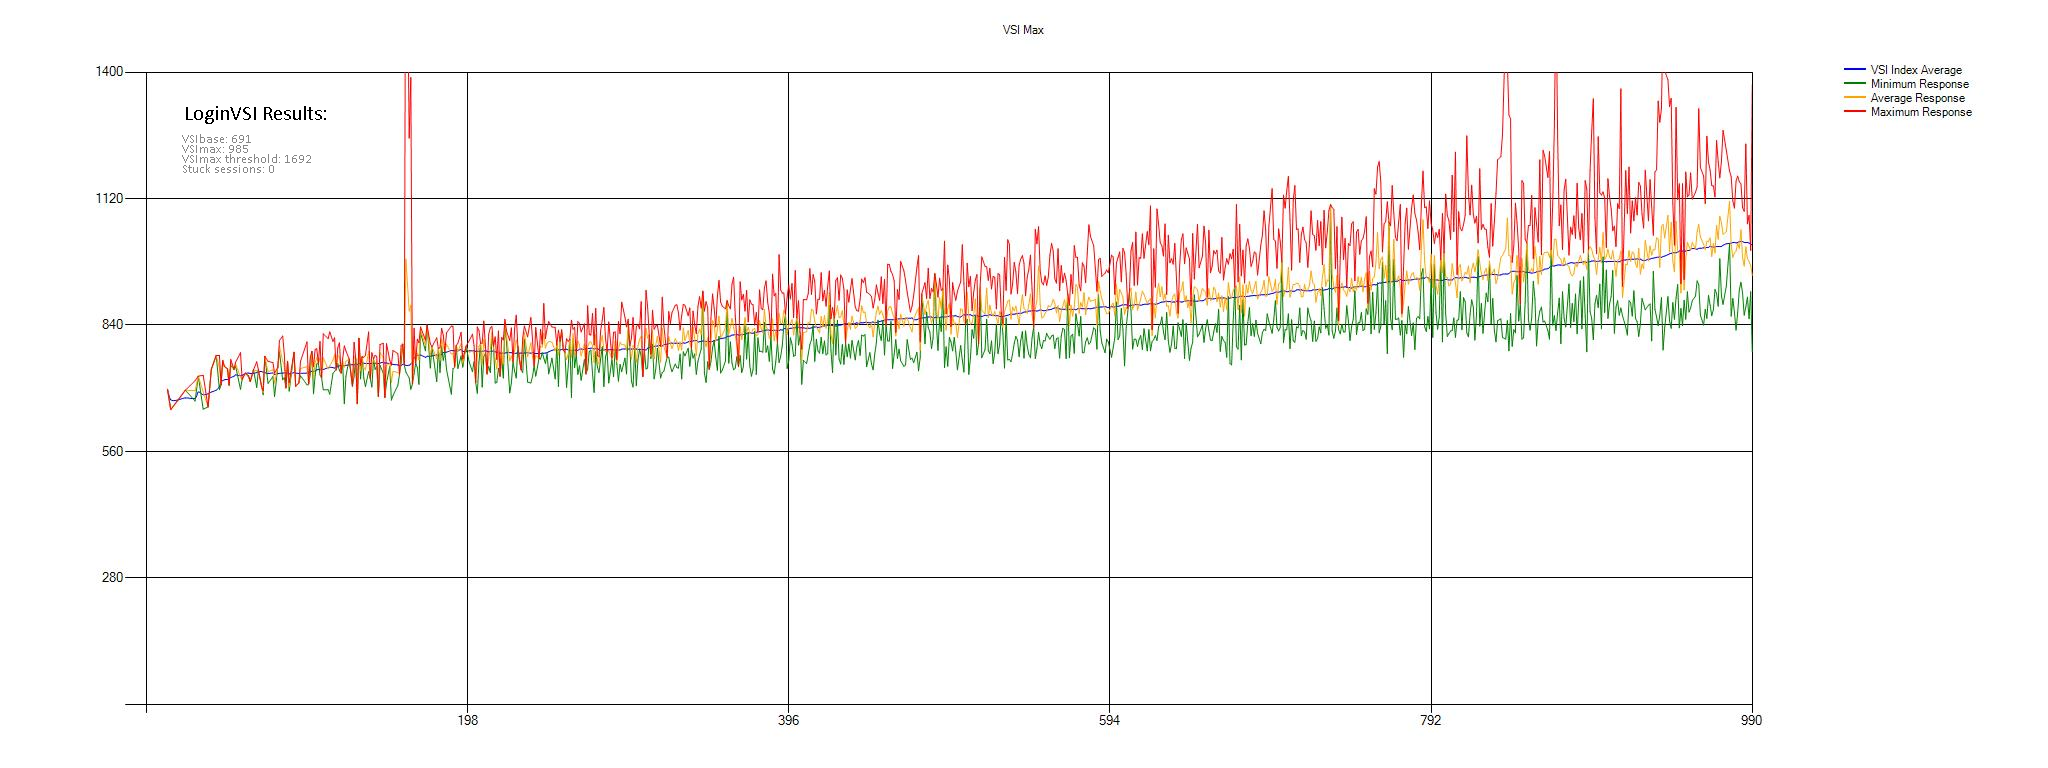 VSI Max
1400
1120
840
560
280
198
396
594
792
990
LoginVSI Results:
VSIbase: 691
VSImax: 985
VSImax threshold: 1692
Stuck sessions: 0
VSI Index Average
Minimum Response
Average Response
Maximum Response